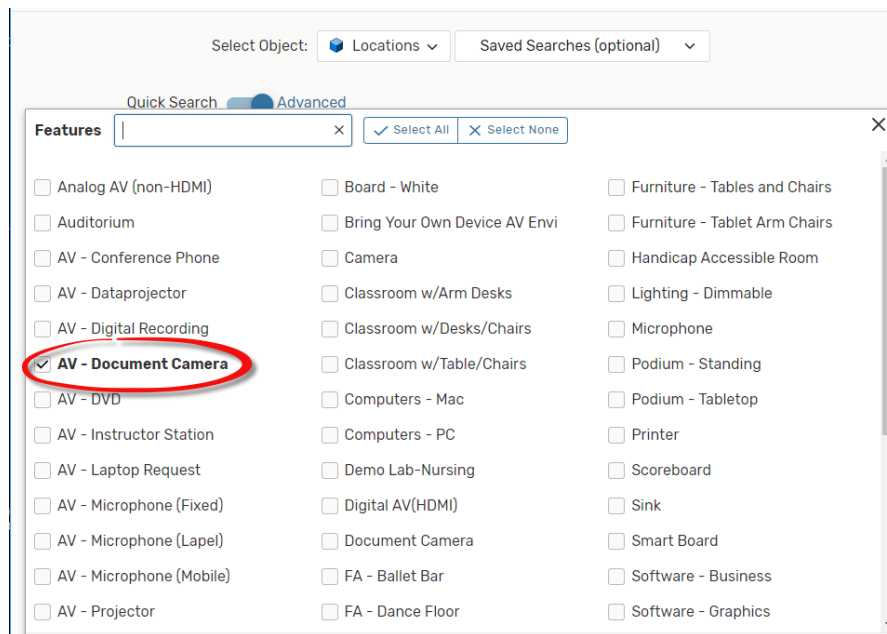 Select Object: Locations Saved Searches (optional)
Quick Search Advanced
Features Select All Select None
Analog AV (non-HDMI) Board - White Furniture - Tables and Chairs
Auditorium Bring Your Own Device AV Envi Furniture - Tablet Arm Chairs
AV - Conference Phone Camera Handicap Accessible Room
AV - Dataprojector Classroom w/Arm Desks Lighting - Dimmable
AV - Digital Recording Classroom w/Desks/Chairs Microphone
AV - Document Camera Classroom w/Table/Chairs Podium - Standing
AV - DVD Computers - Mac Podium - Tabletop
AV - Instructor Station Computers - PC Printer
AV - Laptop Request Demo Lab-Nursing Scoreboard
AV - Microphone (Fixed) Digital AV(HDMI) Sink
AV - Microphone (Lapel) Document Camera Smart Board
AV - Microphone (Mobile) FA - Ballet Bar Software - Business
AV - Projector FA - Dance Floor Software - Graphics